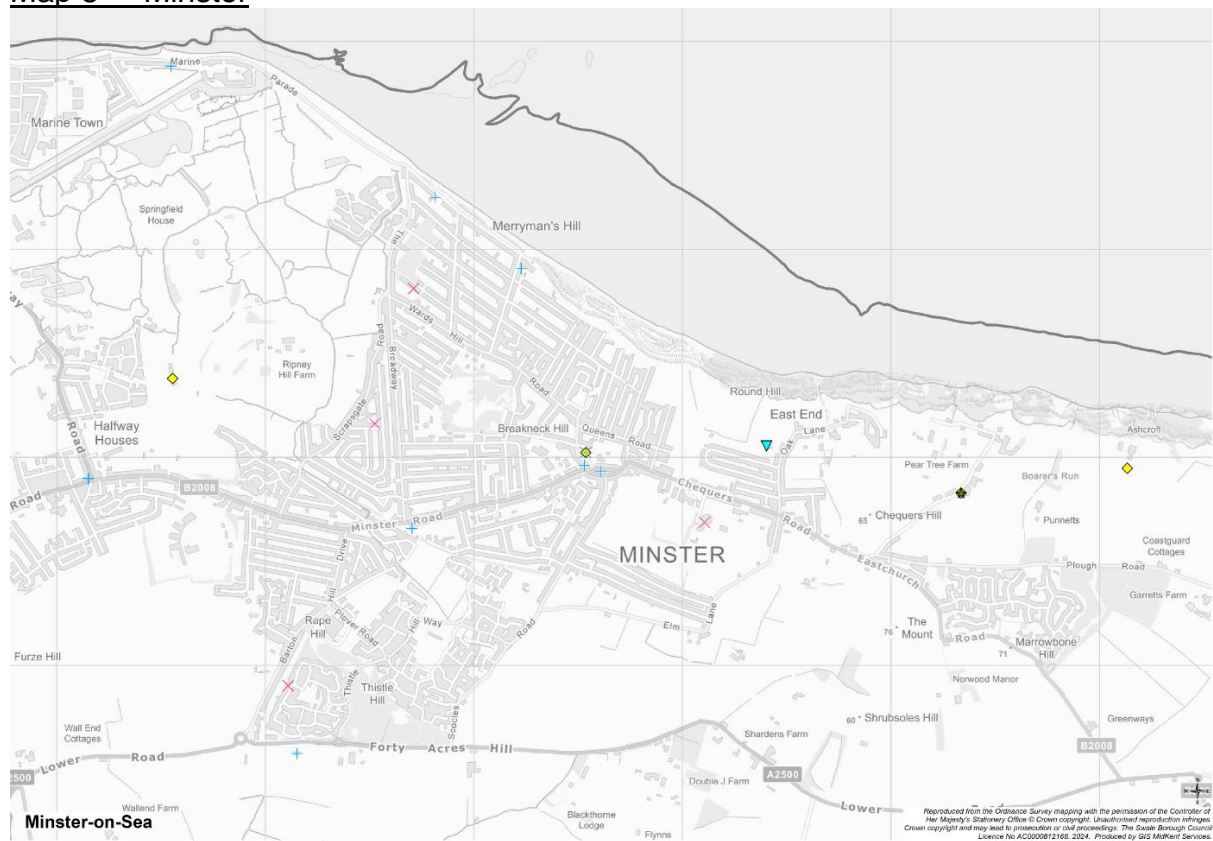 Marine
Parade
Marine Town
Springfield
House
Merryman's Hill
The
Wards
Hill
Road
Broadway
Road
Ripney
Hill Farm
Scrapsgate
Halfway
Houses
Road
Round Hill
East End
Oak
Lane
Breakneck Hill
Queens
Road
Ashcroft
Pear Tree Farm
Boarer's Run
Road
B2008
Chequers
Road
65
Chequers Hill
Punnetts
Minster
Road
MINSTER
Coastguard
Cottages
Eastchurch
Plough
Road
Garretts Farm
Drive
Hill
Rape
Hill
Plover Road
Hill
Way
Road
Elm
Lane
76
The
Mount
Road
Marrowbone
Hill
71
Furze Hill
Barton
Thistle
Thistle
Hill
Scocles
Norwood Manor
60
Shrubsoles Hill
Greenways
Wall End
Cottages
Shardens Farm
B2008
Lower
Road
Forty
Acres
Hill
2500
Double J Farm
A2500
Lower
Wallend Farm
Blackthorne
Lodge
Flynns
Minster-on-Sea
Reproduced from the Ordnance Survey mapping with the permission of the Controller of
Her Majesty's Stationery Office © Crown copyright. Unauthorised reproduction infringes
Crown copyright and may lead to prosecution or civil proceedings. The Swale Borough Council
Licence No AC0000812168. 2024. Produced by GIS MidKent Services.